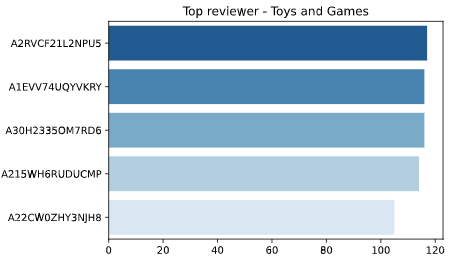 Top reviewer - Toys and Games
A2RVCF21L2NPU5
A1EVV74UQYVKRY
A30H2335OM7RD6
A215WH6RUDUCMP
A22CW0ZHY3NJH8
0 20 40 60 80 100 120